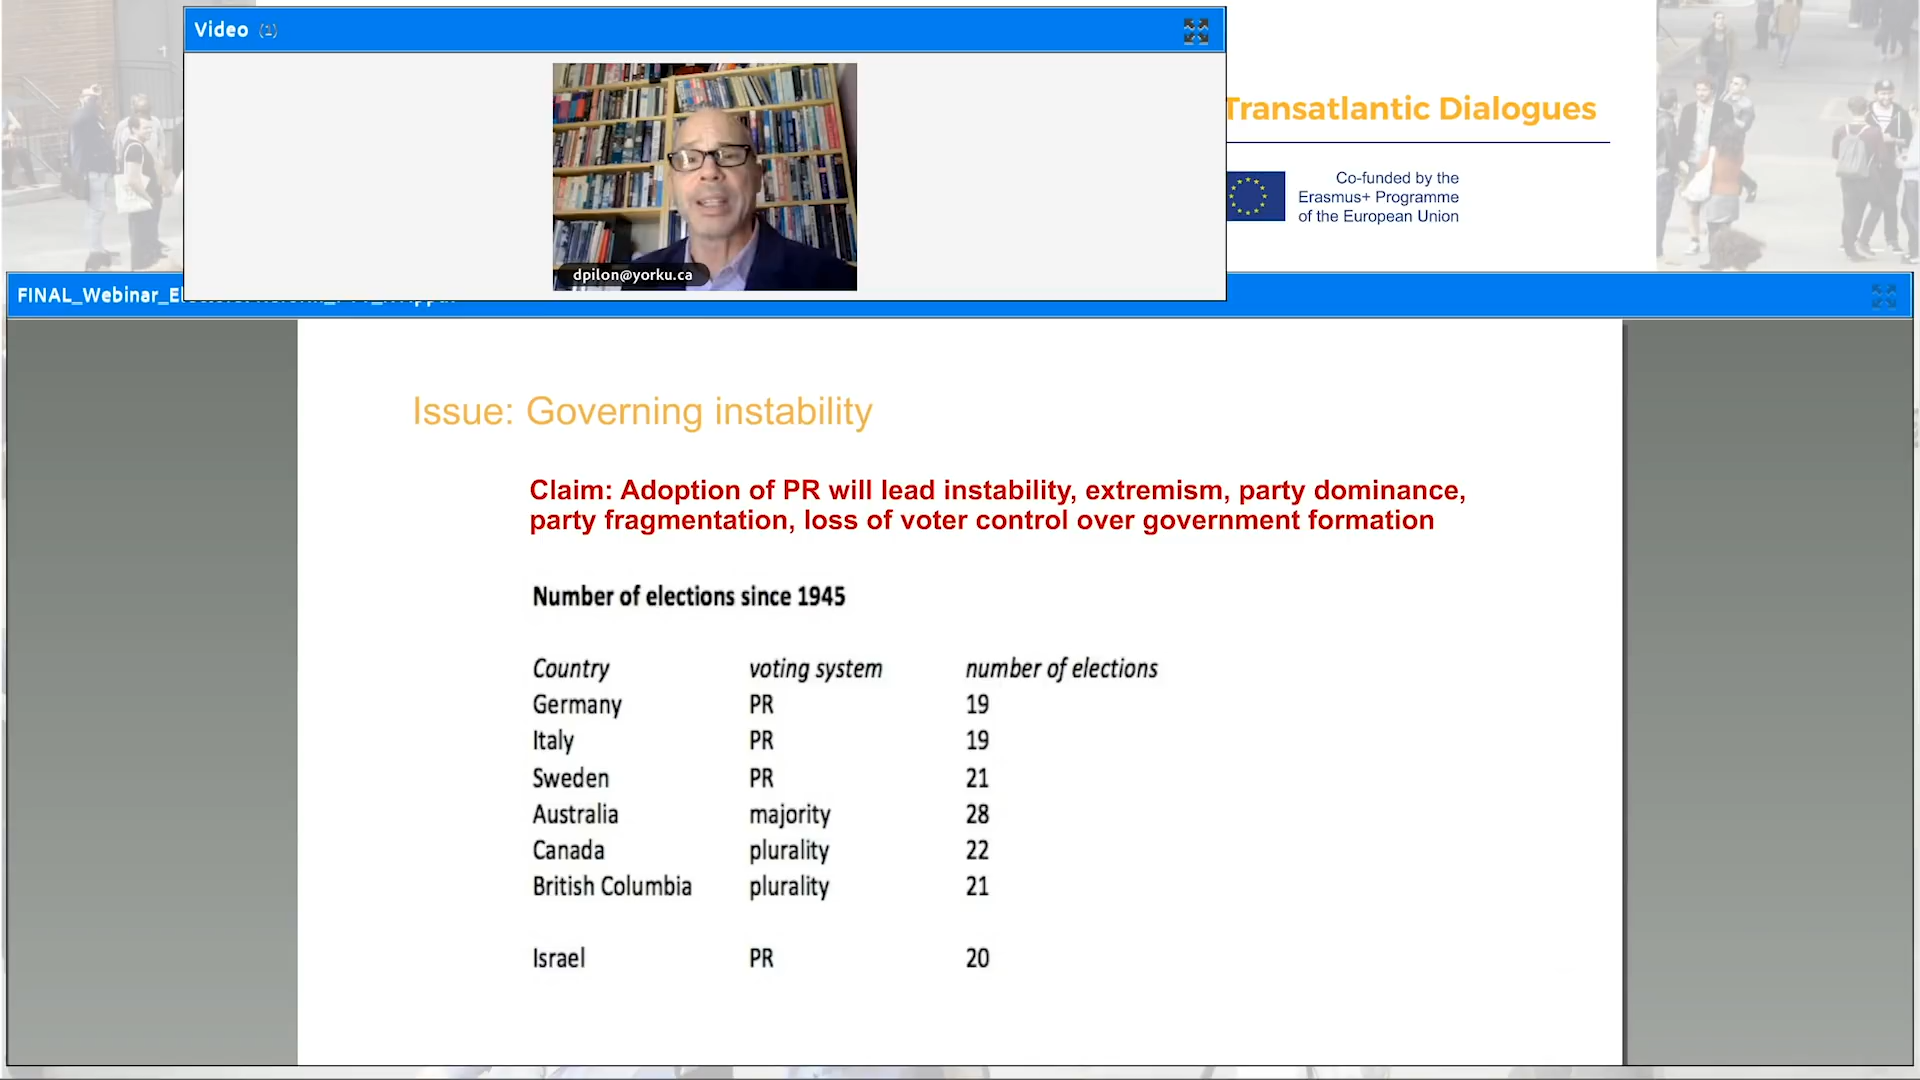 Video (1)
Transatlantic Dialogues
Co-funded by the
Erasmus+ Programme
of the European Union
dpilon@yorku.ca
FINAL_Webinar_
Issue: Governing instability
Claim: Adoption of PR will lead instability, extremism, party dominance,
party fragmentation, loss of voter control over government formation
Number of elections since 1945
Country voting system number of elections
Germany PR 19
Italy PR 19
Sweden PR 21
Australia majority 28
Canada plurality 22
British Columbia plurality 21
Israel PR 20